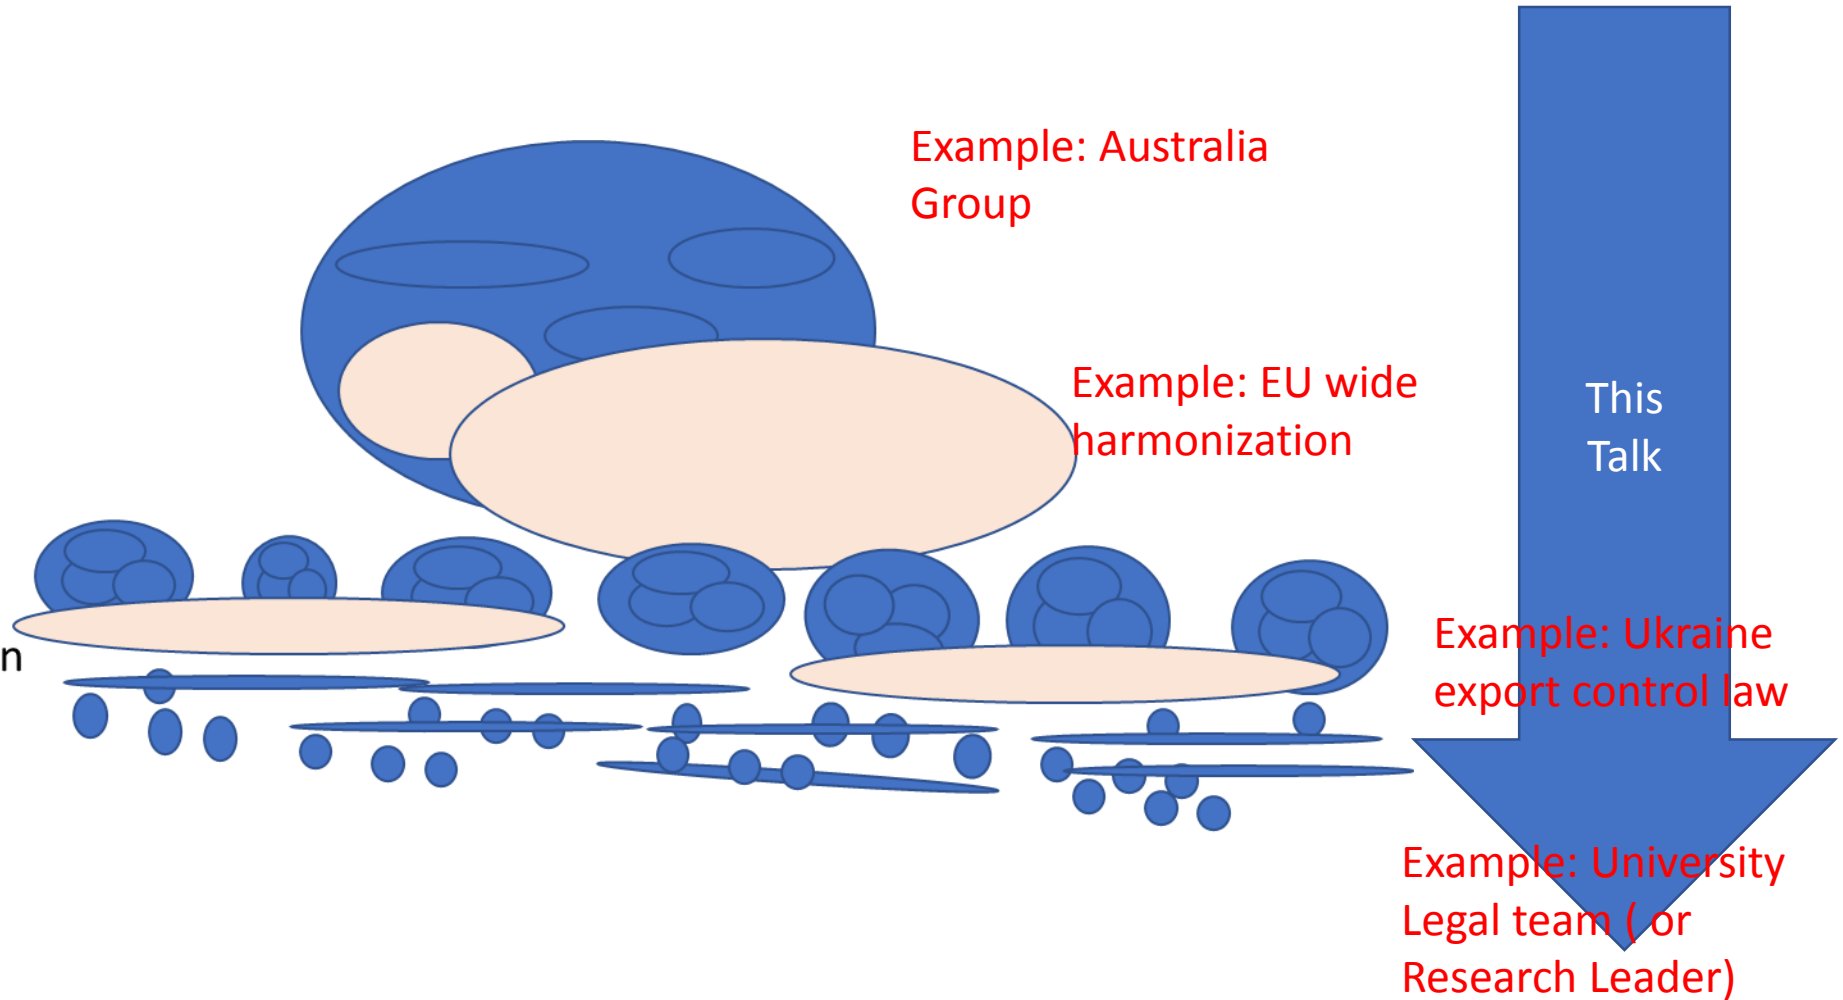 Example: Australia
Group
Example: EU wide
harmonization
This
Talk
n
Example: Ukraine
export control law
Example: University
Legal team ( or
Research Leader)